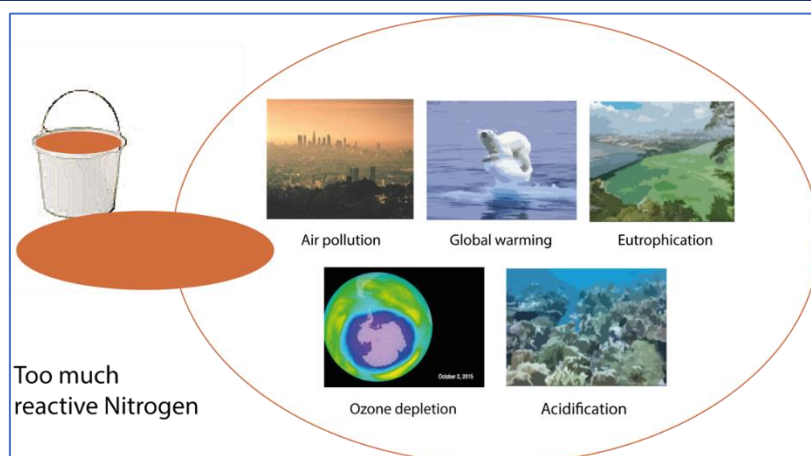 Air pollution
Global warming
Eutrophication
October 2, 2015
Ozone depletion
Acidification
Too much
reactive Nitrogen